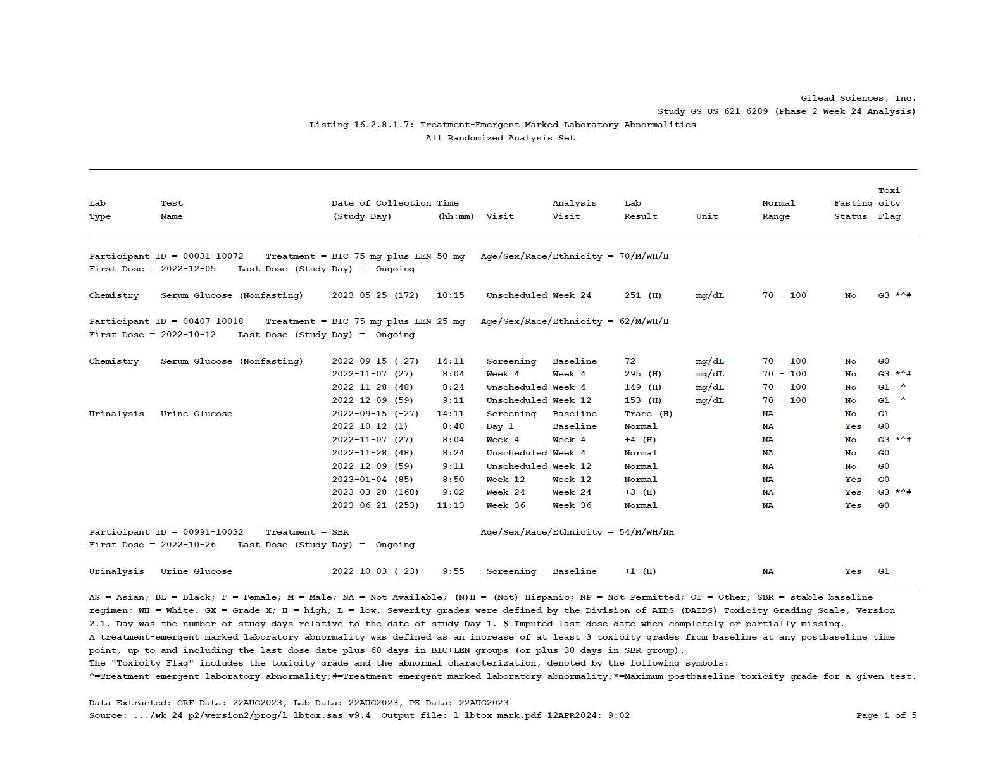 Gilead Sciences, Inc.
Study GS-US-621-6289 (Phase 2 Week 24 Analysis)
Listing 16.2.8.1.7: Treatment-Emergent Marked Laboratory Abnormalities
All Randomized Analysis Set
Toxi-
Lab Test Date of Collection Time Analysis Lab Normal Fasting city
Type Name (Study Day) (hh:mm) Visit Visit Result Unit Range Status Flag
Participant ID = 00031-10072 Treatment = BIC 75 mg plus LEN 50 mg Age/Sex/Race/Ethnicity = 70/M/WH/H
First Dose = 2022-12-05 Last Dose (Study Day) = Ongoing
Chemistry Serum Glucose (Nonfasting) 2023-05-25 (172) 10:15 Unscheduled Week 24 251 (H) mg/dL 70 - 100 No G3 *^#
Participant ID = 00407-10018 Treatment = BIC 75 mg plus LEN 25 mg Age/Sex/Race/Ethnicity = 62/M/WH/H
First Dose = 2022-10-12 Last Dose (Study Day) = Ongoing
Chemistry Serum Glucose (Nonfasting) 2022-09-15 (-27) 14:11 Screening Baseline 72 mg/dL 70 - 100 No G0
2022-11-07 (27) 8:04 Week 4 Week 4 295 (H) mg/dL 70 - 100 No G3 *^#
2022-11-28 (48) 8:24 Unscheduled Week 4 149 (H) mg/dL 70 - 100 No G1 ^
2022-12-09 (59) 9:11 Unscheduled Week 12 153 (H) mg/dL 70 - 100 No G1 ^
Urinalysis Urine Glucose 2022-09-15 (-27) 14:11 Screening Baseline Trace (H) NA No G1
2022-10-12 (1) 8:48 Day 1 Baseline Normal NA Yes G0
2022-11-07 (27) 8:04 Week 4 Week 4 +4 (H) NA No G3 *^#
2022-11-28 (48) 8:24 Unscheduled Week 4 Normal NA No G0
2022-12-09 (59) 9:11 Unscheduled Week 12 Normal NA No G0
2023-01-04 (85) 8:50 Week 12 Week 12 Normal NA Yes G0
2023-03-28 (168) 9:02 Week 24 Week 24 +3 (H) NA Yes G3 *^#
2023-06-21 (253) 11:13 Week 36 Week 36 Normal NA Yes G0
Participant ID = 00991-10032 Treatment = SBR Age/Sex/Race/Ethnicity = 54/M/WH/NH
First Dose = 2022-10-26 Last Dose (Study Day) = Ongoing
Urinalysis Urine Glucose 2022-10-03 (-23) 9:55 Screening Baseline +1 (H) NA Yes G1
AS = Asian; BL = Black; F = Female; M = Male; NA = Not Available; (N)H = (Not) Hispanic; NP = Not Permitted; OT = Other; SBR = stable baseline
regimen; WH = White. GX = Grade X; H = high; L = low. Severity grades were defined by the Division of AIDS (DAIDS) Toxicity Grading Scale, Version
2.1. Day was the number of study days relative to the date of study Day 1. $ Imputed last dose date when completely or partially missing.
A treatment-emergent marked laboratory abnormality was defined as an increase of at least 3 toxicity grades from baseline at any postbaseline time
point, up to and including the last dose date plus 60 days in BIC+LEN groups (or plus 30 days in SBR group).
The "Toxicity Flag" includes the toxicity grade and the abnormal characterization, denoted by the following symbols:
^=Treatment-emergent laboratory abnormality;#=Treatment-emergent marked laboratory abnormality;*=Maximum postbaseline toxicity grade for a given test.
Data Extracted: CRF Data: 22AUG2023, Lab Data: 22AUG2023, PK Data: 22AUG2023
Source: .../wk_24_p2/version2/prog/l-lbtox.sas v9.4 Output file: l-lbtox-mark.pdf 12APR2024: 9:02 Page 1 of 5